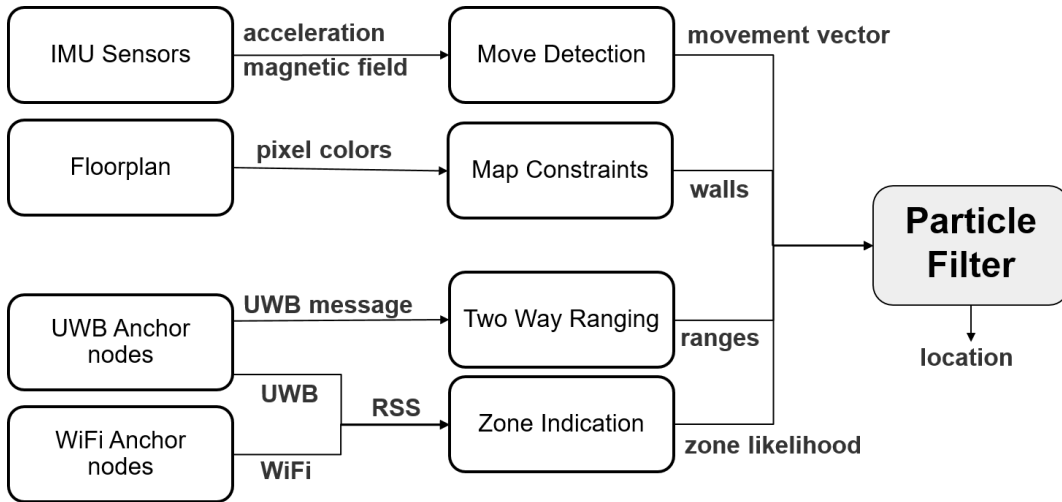 IMU Sensors
acceleration
magnetic field
Move Detection
movement vector
Floorplan
pixel colors
Map Constraints
walls
Particle
Filter
location
UWB Anchor
nodes
UWB message
Two Way Ranging
ranges
UWB
RSS
Zone Indication
zone likelihood
WiFi Anchor
nodes
WiFi